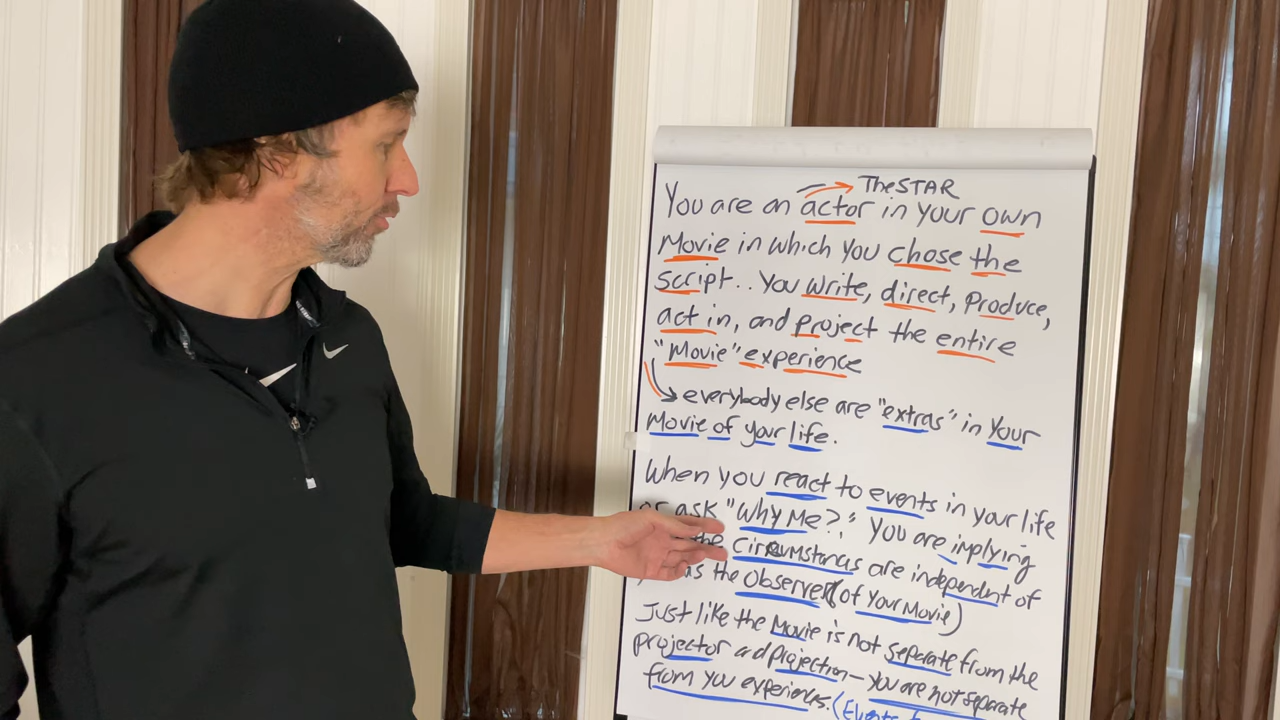 The STAR
You are an actor in your own
Movie in which you chose the
script.. You write, direct, produce,
act in, and project the entire
"Movie" experience
everybody else are "extras" in your
Movie of your life.
When you react to events in your life
or ask "Why Me?", You are implying
the Circumstances are independent of
as the Observer (of Your Movie)
Just like the Movie is not separate from the
projector and Projection - you are not separate
from you experiences. (Events